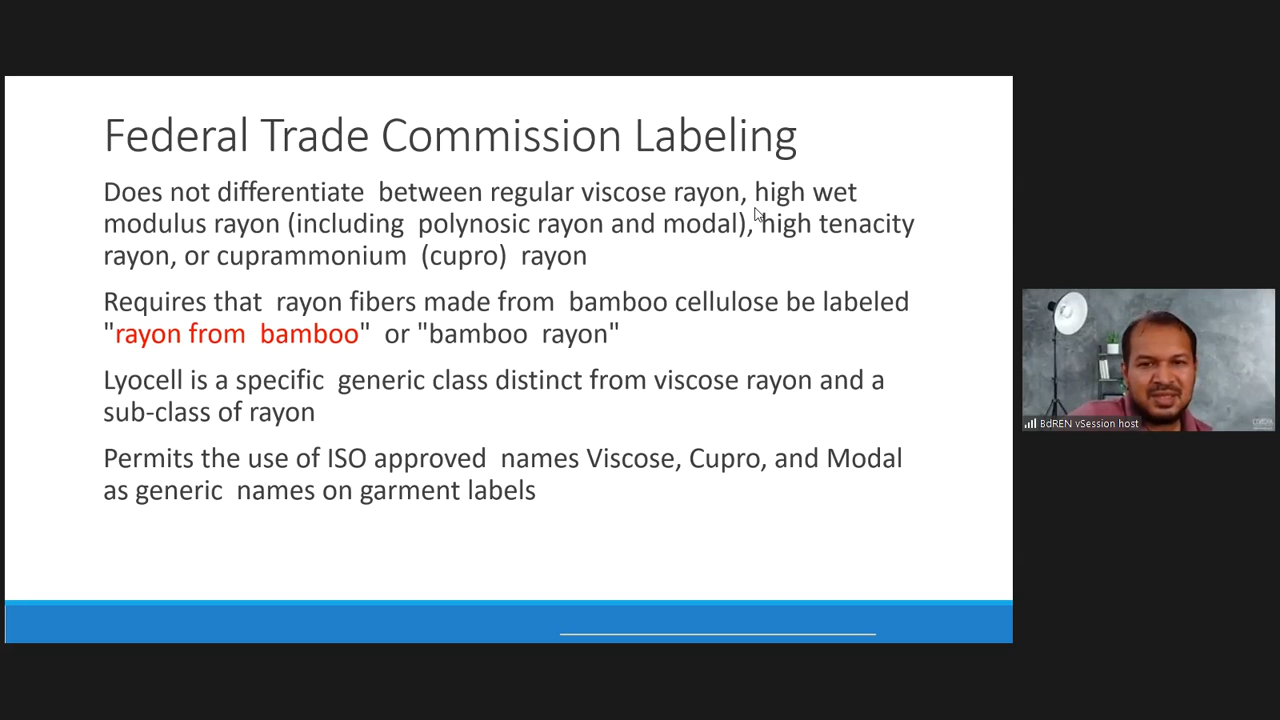 Federal Trade Commission Labeling
Does not differentiate between regular viscose rayon, high wet
modulus rayon (including polynosic rayon and modal), high tenacity
rayon, or cuprammonium (cupro) rayon
Requires that rayon fibers made from bamboo cellulose be labeled
"rayon from bamboo" or "bamboo rayon"
Lyocell is a specific generic class distinct from viscose rayon and a
sub-class of rayon
Permits the use of ISO approved names Viscose, Cupro, and Modal
as generic names on garment labels
BdREN vSession host